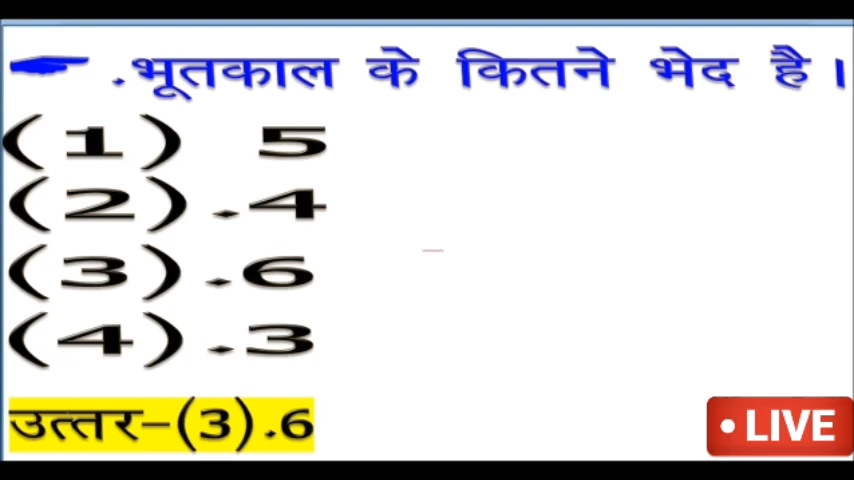 ☛ .भूतकाल के कितने भेद है।
(1) 5
(2) .4
(3) .6
(4) .3
उत्तर–(3).6
• LIVE